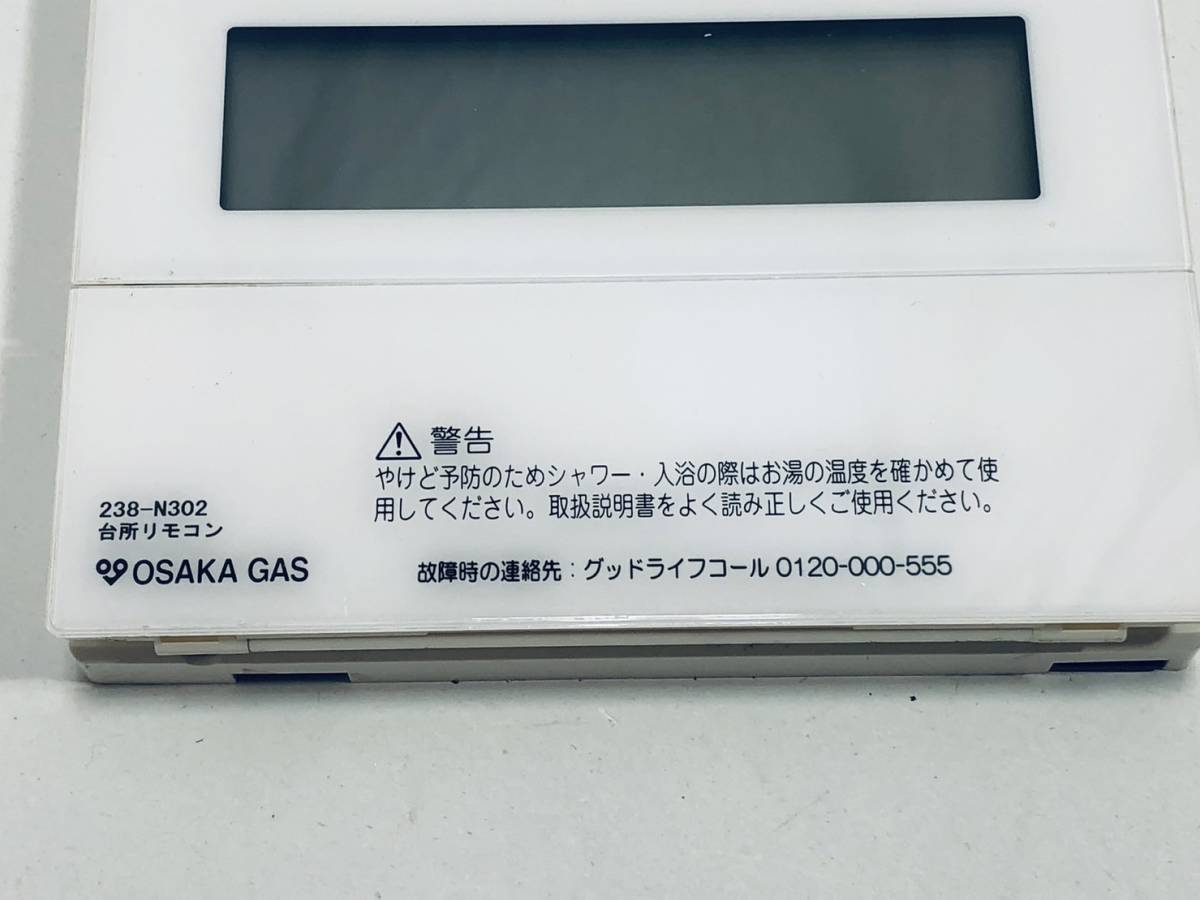 警告
やけど予防のためシャワー・入浴の際はお湯の温度を確かめて使
用してください。取扱説明書をよく読み正しくご使用ください。
238-N302
台所リモコン
OSAKA GAS
故障時の連絡先:グッドライフコール 0120-000-555